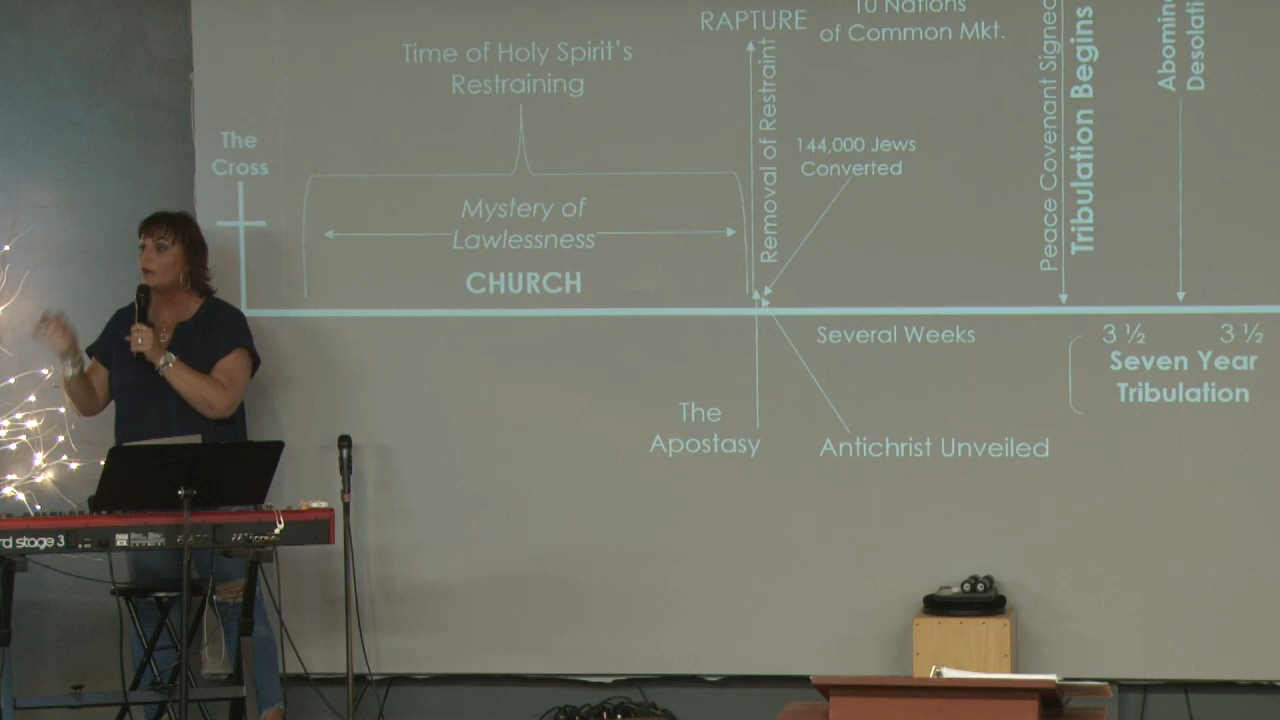 RAPTURE
10 Nations
of Common Mkt.
Time of Holy Spirit's
Restraining
Removal of Restraint
Peace Covenant Signed
Tribulation Begins
The
Cross
144,000 Jews
Converted
Mystery of
Lawlessness
CHURCH
Several Weeks
3 ½ 3 ½
Seven Year
Tribulation
The
Apostasy
Antichrist Unveiled
stage 3